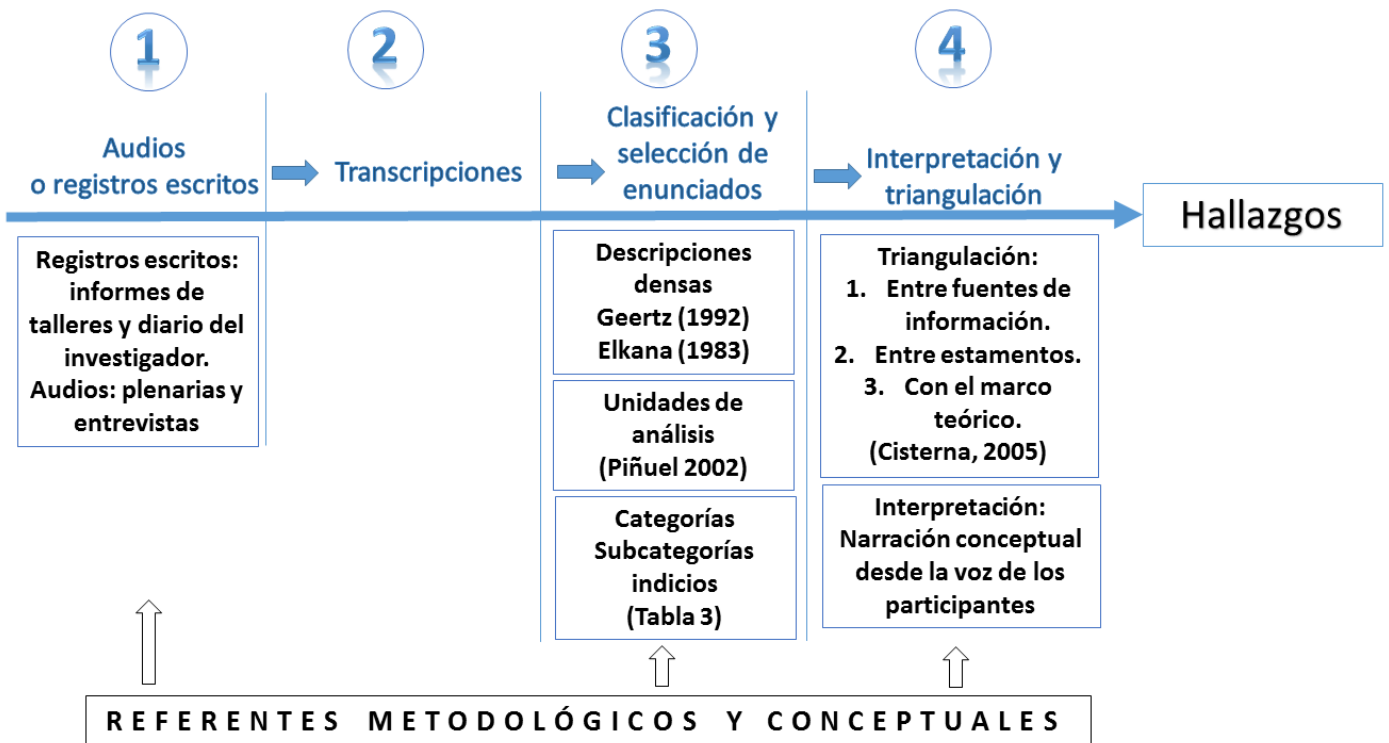 1
2
3
4
Audios
o registros escritos
Transcripciones
Clasificación y
selección de
enunciados
Interpretación y
triangulación
Hallazgos
Registros escritos:
informes de
talleres y diario del
investigador.
Audios: plenarias y
entrevistas
Descripciones
densas
Geertz (1992)
Elkana (1983)
Unidades de
análisis
(Piñuel 2002)
Categorías
Subcategorías
indicios
(Tabla 3)
Triangulación:
1. Entre fuentes de
información.
2. Entre estamentos.
3. Con el marco
teórico.
(Cisterna, 2005)
Interpretación:
Narración conceptual
desde la voz de los
participantes
REFERENTES METODOLÓGICOS Y CONCEPTUALES